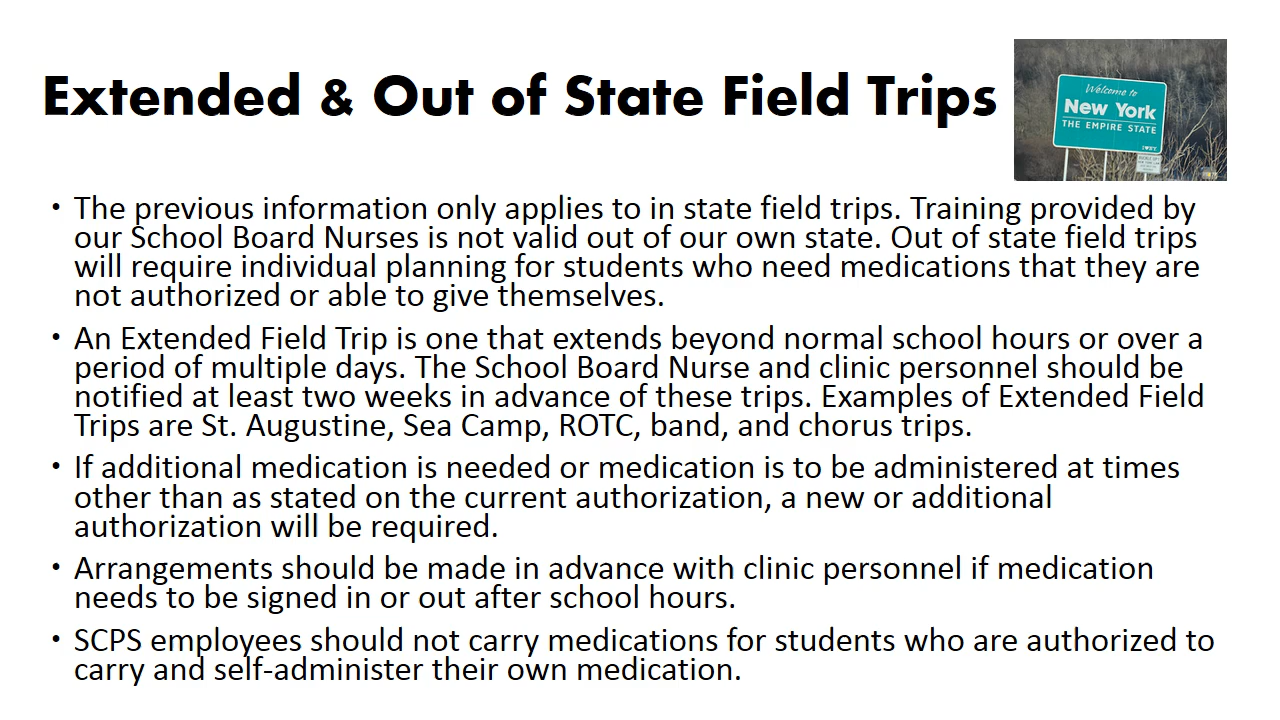 Extended & Out of State Field Trips
Welcome to
New York
THE EMPIRE STATE
• The previous information only applies to in state field trips. Training provided by
our School Board Nurses is not valid out of our own state. Out of state field trips
will require individual planning for students who need medications that they are
not authorized or able to give themselves.
• An Extended Field Trip is one that extends beyond normal school hours or over a
period of multiple days. The School Board Nurse and clinic personnel should be
notified at least two weeks in advance of these trips. Examples of Extended Field
Trips are St. Augustine, Sea Camp, ROTC, band, and chorus trips.
• If additional medication is needed or medication is to be administered at times
other than as stated on the current authorization, a new or additional
authorization will be required.
• Arrangements should be made in advance with clinic personnel if medication
needs to be signed in or out after school hours.
• SCPS employees should not carry medications for students who are authorized to
carry and self-administer their own medication.